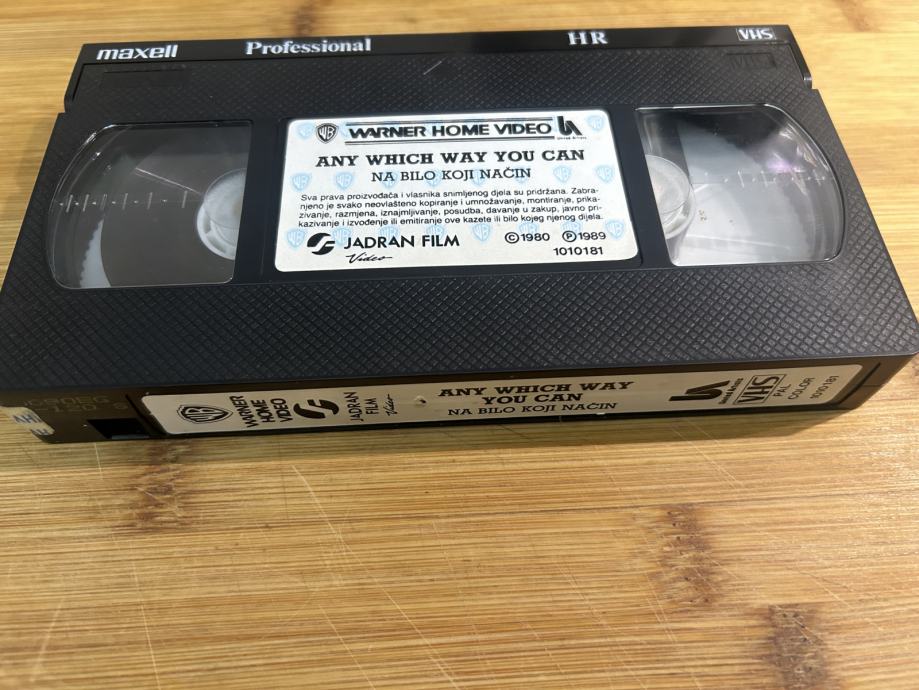 maxell Professional HR VHS
WB WARNER HOME VIDEO
ANY WHICH WAY YOU CAN
NA BILO KOJI NAČIN
Sva prava proizvođača i vlasnika snimljenog djela su pridržana. Zabra-
njeno je svako neovlašteno kopiranje i umnožavanje, montiranje, prika-
zivanje, razmjena, iznajmljivanje, posudba, davanje u zakup, javno pri-
kazivanje i izvođenje ili emitiranje ove kazete ili bilo kojeg njenog dijela.
JADRAN FILM
Video
©1980 ℗1989
1010181
WB
WARNER
HOME
VIDEO
JADRAN
FILM
Video
ANY WHICH WAY
YOU CAN
NA BILO KOJI NAČIN
VHS
PAL
COLOR
1010181